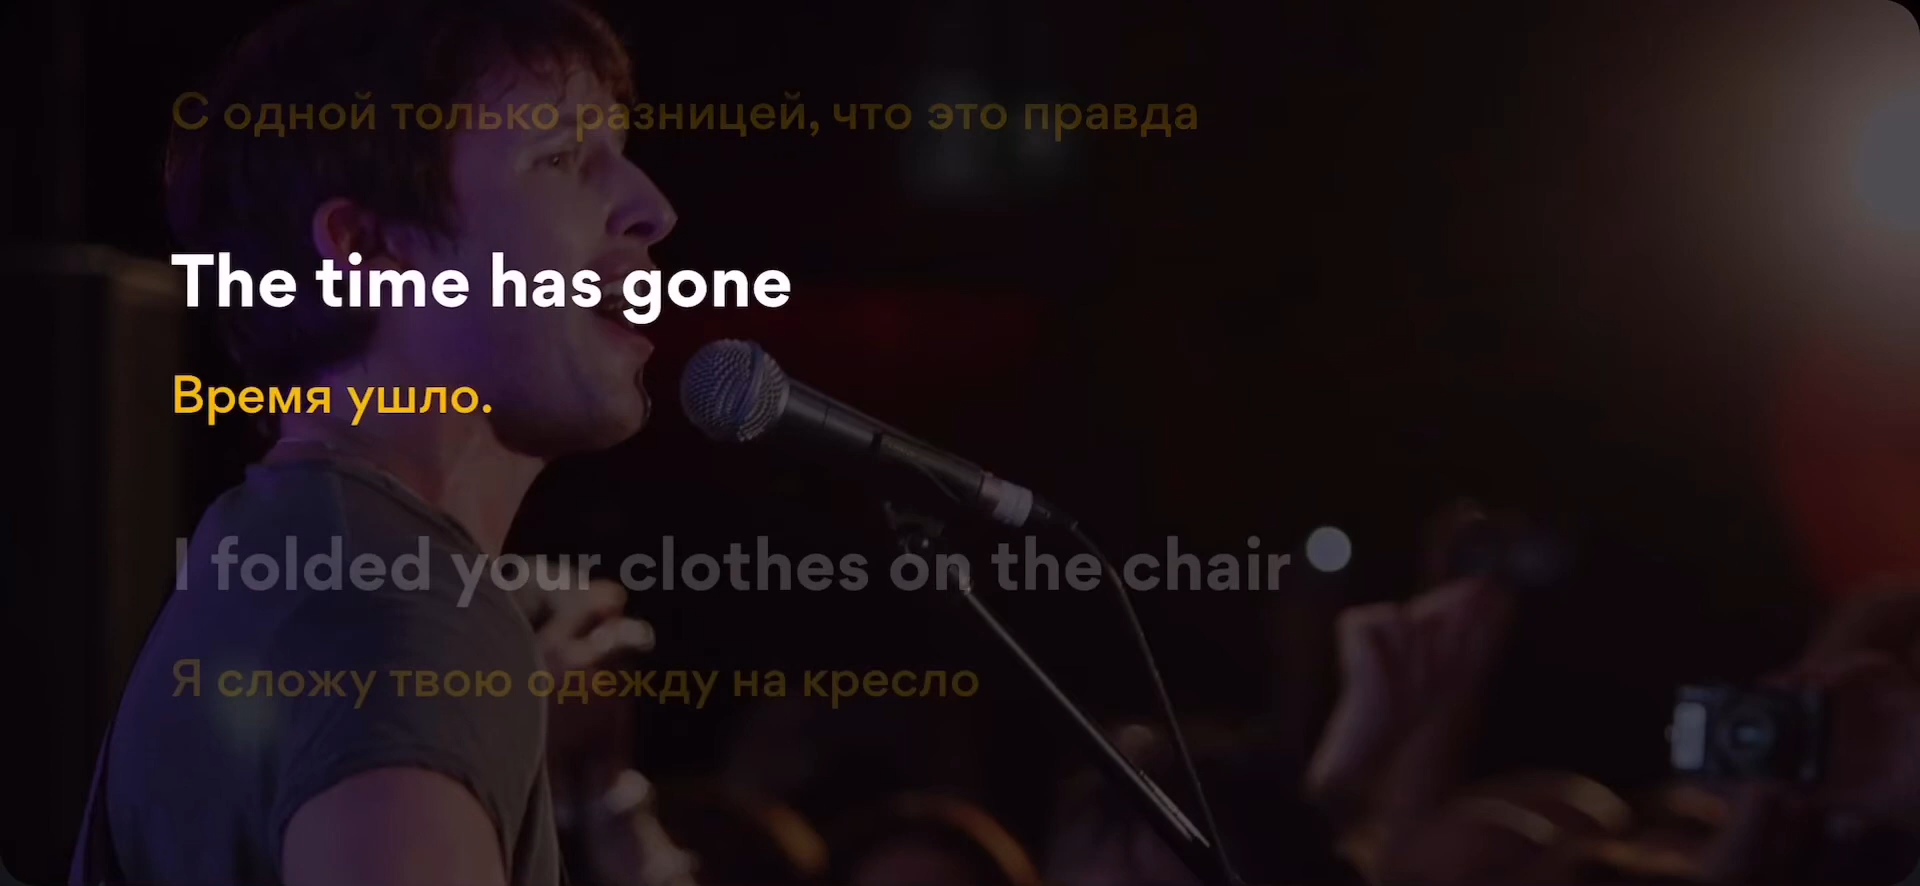 С одной только разницей, что это правда
The time has gone
Время ушло.
I folded your clothes on the chair
Я сложу твою одежду на кресло